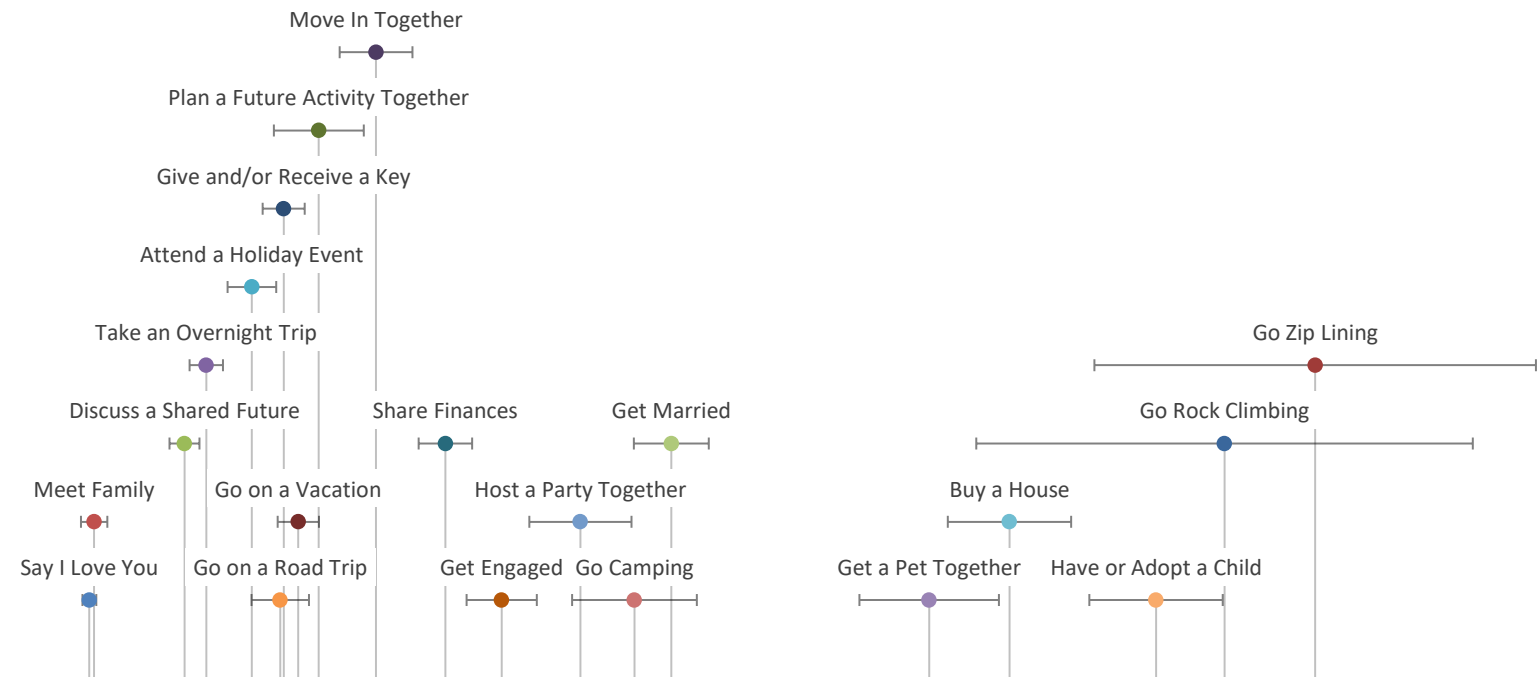 Move In Together
Plan a Future Activity Together
Give and/or Receive a Key
Attend a Holiday Event
Take an Overnight Trip
Go Zip Lining
Discuss a Shared Future
Share Finances
Get Married
Go Rock Climbing
Meet Family
Go on a Vacation
Host a Party Together
Buy a House
Say I Love You
Go on a Road Trip
Get Engaged
Go Camping
Get a Pet Together
Have or Adopt a Child